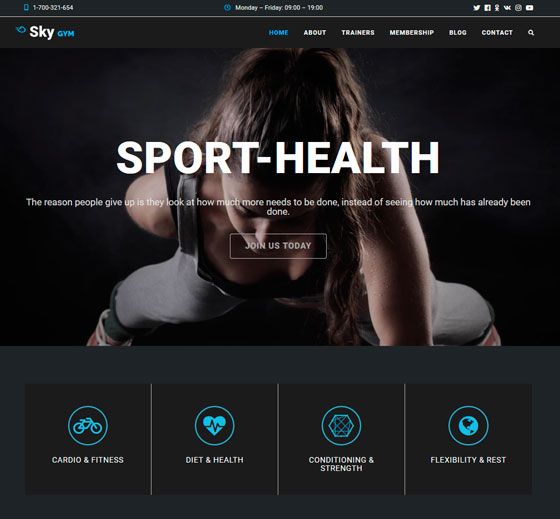 1-700-321-654
Monday – Friday: 09:00 – 19:00
Sky GYM
HOME ABOUT TRAINERS MEMBERSHIP BLOG CONTACT
SPORT-HEALTH
The reason people give up is they look at how much more needs to be done, instead of seeing how much has already been
done.
JOIN US TODAY
CARDIO & FITNESS
DIET & HEALTH
CONDITIONING &
STRENGTH
FLEXIBILITY & REST